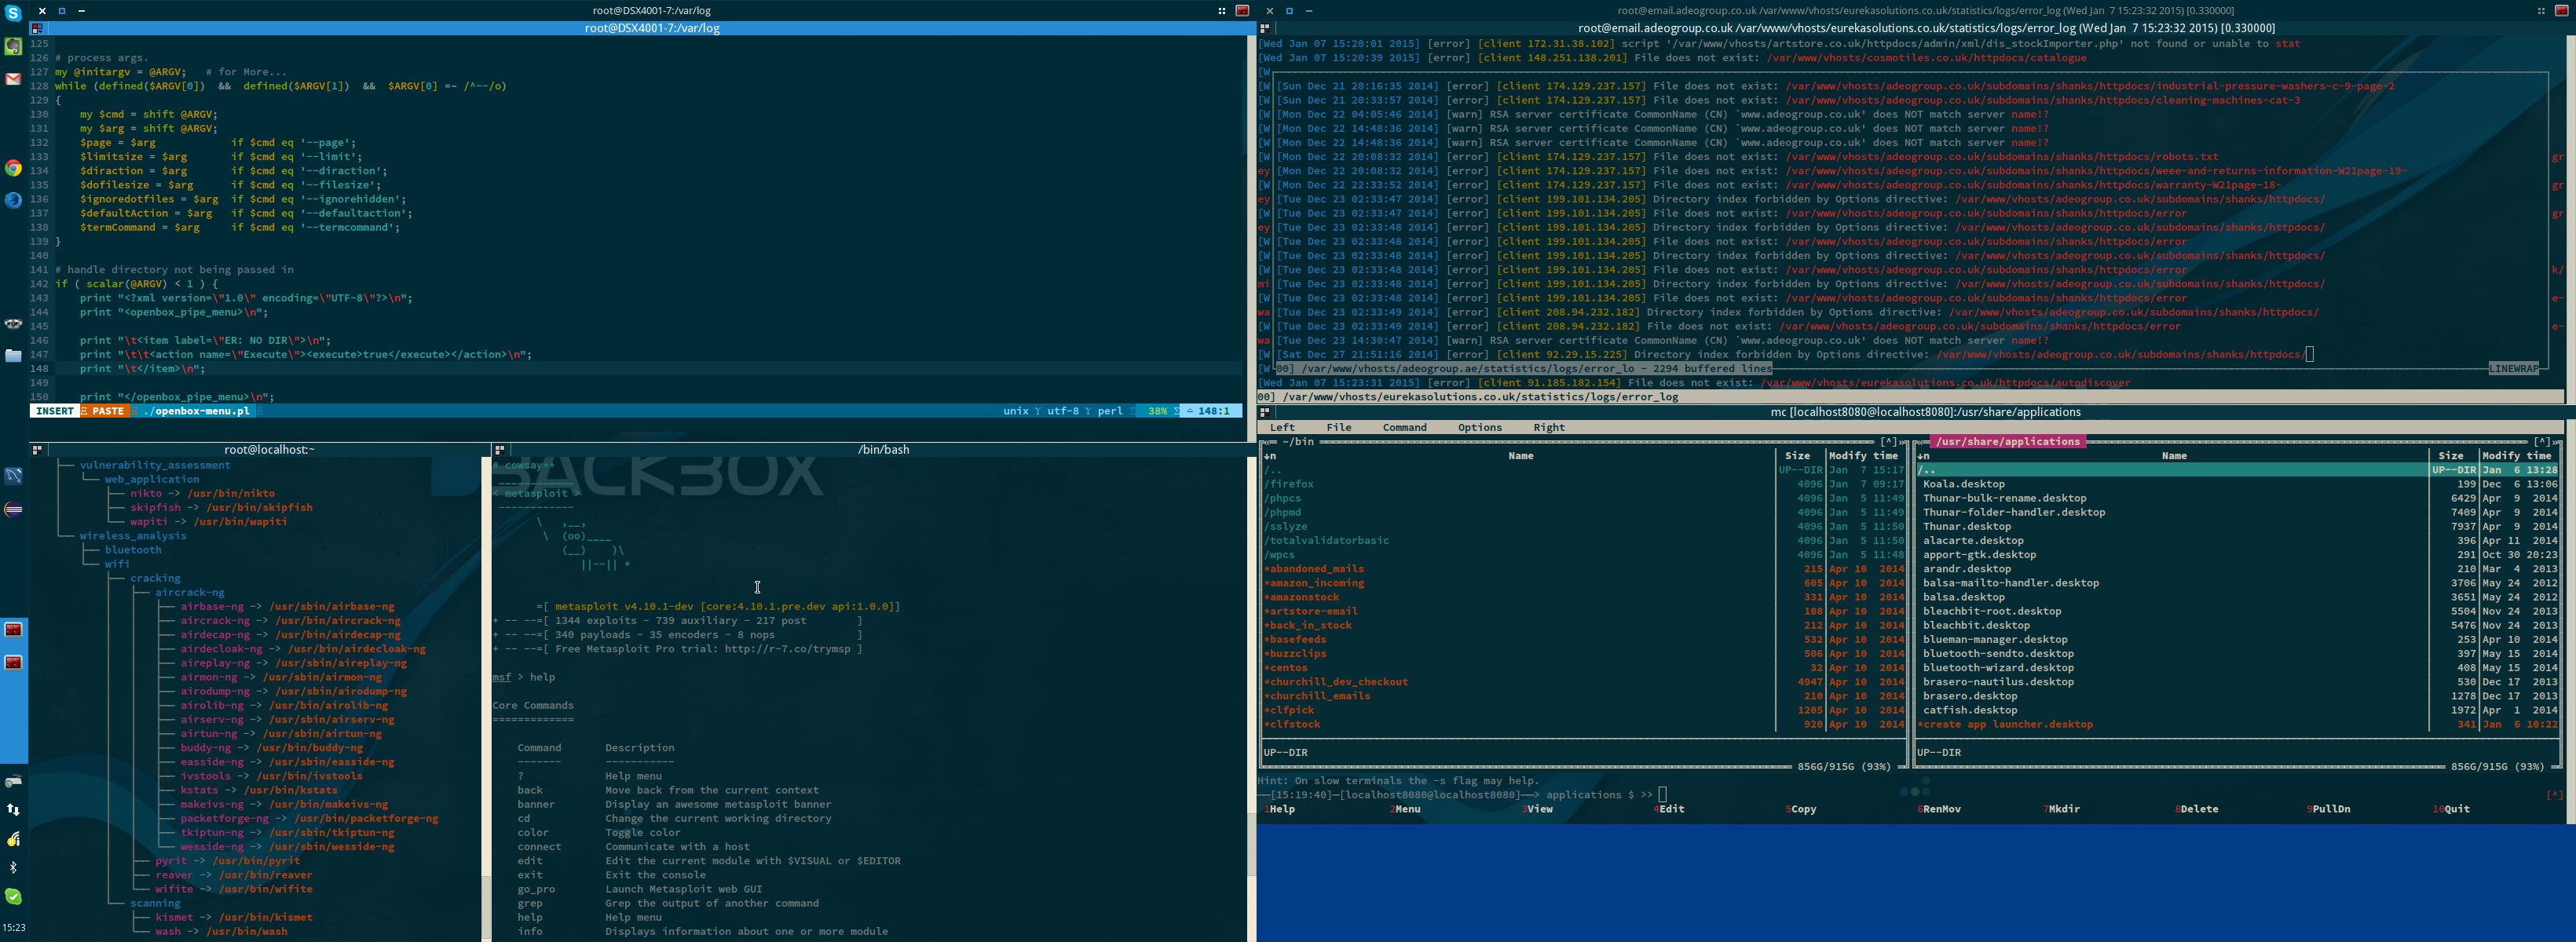 root@DSX4001-7:/var/log
root@DSX4001-7:/var/log
125
126 # process args.
127 my @initargv = @ARGV;   # for More...
128 while (defined($ARGV[0])  &&  defined($ARGV[1])  &&  $ARGV[0] =~ /^--/o)
129 {
130     my $cmd = shift @ARGV;
131     my $arg = shift @ARGV;
132     $page = $arg            if $cmd eq '--page';
133     $limitsize = $arg       if $cmd eq '--limit';
134     $diraction = $arg       if $cmd eq '--diraction';
135     $dofilesize = $arg      if $cmd eq '--filesize';
136     $ignoredotfiles = $arg  if $cmd eq '--ignorehidden';
137     $defaultAction = $arg   if $cmd eq '--defaultaction';
138     $termCommand = $arg     if $cmd eq '--termcommand';
139 }
140
141 # handle directory not being passed in
142 if ( scalar(@ARGV) < 1 ) {
143     print "<?xml version=\"1.0\" encoding=\"UTF-8\"?>\n";
144     print "<openbox_pipe_menu>\n";
145
146     print "\t<item label=\"ER: NO DIR\">\n";
147     print "\t\t<action name=\"Execute\"><execute>true</execute></action>\n";
148     print "\t</item>\n";
149
150     print "</openbox_pipe_menu>\n";
INSERT PASTE ./openbox-menu.pl unix utf-8 perl 38% 148:1
root@localhost:~
vulnerability_assessment
web_application
nikto -> /usr/bin/nikto
skipfish -> /usr/bin/skipfish
wapiti -> /usr/bin/wapiti
wireless_analysis
bluetooth
wifi
cracking
aircrack-ng
airbase-ng -> /usr/sbin/airbase-ng
aircrack-ng -> /usr/bin/aircrack-ng
airdecap-ng -> /usr/bin/airdecap-ng
airdecloak-ng -> /usr/bin/airdecloak-ng
aireplay-ng -> /usr/sbin/aireplay-ng
airmon-ng -> /usr/sbin/airmon-ng
airodump-ng -> /usr/sbin/airodump-ng
airolib-ng -> /usr/bin/airolib-ng
airserv-ng -> /usr/sbin/airserv-ng
airtun-ng -> /usr/sbin/airtun-ng
buddy-ng -> /usr/bin/buddy-ng
easside-ng -> /usr/sbin/easside-ng
ivstools -> /usr/bin/ivstools
kstats -> /usr/bin/kstats
makeivs-ng -> /usr/bin/makeivs-ng
packetforge-ng -> /usr/bin/packetforge-ng
tkiptun-ng -> /usr/sbin/tkiptun-ng
wesside-ng -> /usr/sbin/wesside-ng
pyrit -> /usr/bin/pyrit
reaver -> /usr/bin/reaver
wifite -> /usr/bin/wifite
scanning
kismet -> /usr/bin/kismet
wash -> /usr/bin/wash
15:23
/bin/bash
BACKBOX
# cowsay++
< metasploit >
------------
\   ,__,
\  (oo)____
(__)    )\
||--|| *
=[ metasploit v4.10.1-dev [core:4.10.1.pre.dev api:1.0.0]]
+ -- --=[ 1344 exploits - 739 auxiliary - 217 post        ]
+ -- --=[ 340 payloads - 35 encoders - 8 nops             ]
+ -- --=[ Free Metasploit Pro trial: http://r-7.co/trymsp ]
msf > help
Core Commands
=============
Command       Description
-------       -----------
?             Help menu
back          Move back from the current context
banner        Display an awesome metasploit banner
cd            Change the current working directory
color         Toggle color
connect       Communicate with a host
edit          Edit the current module with $VISUAL or $EDITOR
exit          Exit the console
go_pro        Launch Metasploit web GUI
grep          Grep the output of another command
help          Help menu
info          Displays information about one or more module
root@email.adeogroup.co.uk /var/www/vhosts/eurekasolutions.co.uk/statistics/logs/error_log (Wed Jan  7 15:23:32 2015) [0.330000]
root@email.adeogroup.co.uk /var/www/vhosts/eurekasolutions.co.uk/statistics/logs/error_log (Wed Jan  7 15:23:32 2015) [0.330000]
[Wed Jan 07 15:20:01 2015] [error] [client 172.31.38.102] script '/var/www/vhosts/artstore.co.uk/httpdocs/admin/xml/dis_stockImporter.php' not found or unable to stat
[Wed Jan 07 15:20:39 2015] [error] [client 148.251.138.201] File does not exist: /var/www/vhosts/cosmotiles.co.uk/httpdocs/catalogue
[Sun Dec 21 20:16:35 2014] [error] [client 174.129.237.157] File does not exist: /var/www/vhosts/adeogroup.co.uk/subdomains/shanks/httpdocs/industrial-pressure-washers-c-9-page-2
[Sun Dec 21 20:33:57 2014] [error] [client 174.129.237.157] File does not exist: /var/www/vhosts/adeogroup.co.uk/subdomains/shanks/httpdocs/cleaning-machines-cat-3
[Mon Dec 22 04:05:46 2014] [warn] RSA server certificate CommonName (CN) `www.adeogroup.co.uk' does NOT match server name!?
[Mon Dec 22 14:48:36 2014] [warn] RSA server certificate CommonName (CN) `www.adeogroup.co.uk' does NOT match server name!?
[Mon Dec 22 14:48:36 2014] [warn] RSA server certificate CommonName (CN) `www.adeogroup.co.uk' does NOT match server name!?
[Mon Dec 22 20:08:32 2014] [error] [client 174.129.237.157] File does not exist: /var/www/vhosts/adeogroup.co.uk/subdomains/shanks/httpdocs/robots.txt
[Mon Dec 22 20:08:32 2014] [error] [client 174.129.237.157] File does not exist: /var/www/vhosts/adeogroup.co.uk/subdomains/shanks/httpdocs/weee-and-returns-information-W21page-19-
[Mon Dec 22 22:33:52 2014] [error] [client 174.129.237.157] File does not exist: /var/www/vhosts/adeogroup.co.uk/subdomains/shanks/httpdocs/warranty-W21page-18-
[Tue Dec 23 02:33:47 2014] [error] [client 199.101.134.205] Directory index forbidden by Options directive: /var/www/vhosts/adeogroup.co.uk/subdomains/shanks/httpdocs/
[Tue Dec 23 02:33:47 2014] [error] [client 199.101.134.205] File does not exist: /var/www/vhosts/adeogroup.co.uk/subdomains/shanks/httpdocs/error
[Tue Dec 23 02:33:48 2014] [error] [client 199.101.134.205] Directory index forbidden by Options directive: /var/www/vhosts/adeogroup.co.uk/subdomains/shanks/httpdocs/
[Tue Dec 23 02:33:48 2014] [error] [client 199.101.134.205] File does not exist: /var/www/vhosts/adeogroup.co.uk/subdomains/shanks/httpdocs/error
[Tue Dec 23 02:33:48 2014] [error] [client 199.101.134.205] Directory index forbidden by Options directive: /var/www/vhosts/adeogroup.co.uk/subdomains/shanks/httpdocs/
[Tue Dec 23 02:33:48 2014] [error] [client 199.101.134.205] File does not exist: /var/www/vhosts/adeogroup.co.uk/subdomains/shanks/httpdocs/error
[Tue Dec 23 02:33:48 2014] [error] [client 199.101.134.205] Directory index forbidden by Options directive: /var/www/vhosts/adeogroup.co.uk/subdomains/shanks/httpdocs/
[Tue Dec 23 02:33:48 2014] [error] [client 199.101.134.205] File does not exist: /var/www/vhosts/adeogroup.co.uk/subdomains/shanks/httpdocs/error
[Tue Dec 23 02:33:49 2014] [error] [client 208.94.232.182] Directory index forbidden by Options directive: /var/www/vhosts/adeogroup.co.uk/subdomains/shanks/httpdocs/
[Tue Dec 23 02:33:49 2014] [error] [client 208.94.232.182] File does not exist: /var/www/vhosts/adeogroup.co.uk/subdomains/shanks/httpdocs/error
[Tue Dec 23 14:30:47 2014] [warn] RSA server certificate CommonName (CN) `www.adeogroup.co.uk' does NOT match server name!?
[Sat Dec 27 21:51:16 2014] [error] [client 92.29.15.225] Directory index forbidden by Options directive: /var/www/vhosts/adeogroup.co.uk/subdomains/shanks/httpdocs/
00] /var/www/vhosts/adeogroup.ae/statistics/logs/error_lo - 2294 buffered lines LINEWRAP
[Wed Jan 07 15:23:31 2015] [error] [client 91.185.182.154] File does not exist: /var/www/vhosts/eurekasolutions.co.uk/httpdocs/autodiscover
00] /var/www/vhosts/eurekasolutions.co.uk/statistics/logs/error_log
mc [localhost8080@localhost8080]:/usr/share/applications
Left     File     Command     Options     Right
~/bin [^]
↓n Name Size Modify time
/.. UP--DIR Jan  7 15:17
/firefox 4096 Jan  7 09:17
/phpcs 4096 Jan  5 11:49
/phpmd 4096 Jan  5 11:49
/sslyze 4096 Jan  5 11:50
/totalvalidatorbasic 4096 Jan  5 11:50
/wpcs 4096 Jan  5 11:48
*abandoned_mails 215 Apr 10  2014
*amazon_incoming 605 Apr 10  2014
*amazonstock 331 Apr 10  2014
*artstore-email 108 Apr 10  2014
*back_in_stock 212 Apr 10  2014
*basefeeds 532 Apr 10  2014
*buzzclips 506 Apr 10  2014
*centos 32 Apr 10  2014
*churchill_dev_checkout 4947 Apr 10  2014
*churchill_emails 210 Apr 10  2014
*clfpick 1205 Apr 10  2014
*clfstock 920 Apr 10  2014
UP--DIR
856G/915G (93%)
/usr/share/applications [^]
↓n Name Size Modify time
/.. UP--DIR Jan  6 13:28
Koala.desktop 199 Dec  6 13:06
Thunar-bulk-rename.desktop 6429 Apr  9  2014
Thunar-folder-handler.desktop 7409 Apr  9  2014
Thunar.desktop 7937 Apr  9  2014
alacarte.desktop 396 Apr 11  2014
apport-gtk.desktop 291 Oct 30 20:23
arandr.desktop 210 Mar  4  2013
balsa-mailto-handler.desktop 3706 May 24  2012
balsa.desktop 3651 May 24  2012
bleachbit-root.desktop 5504 Nov 24  2013
bleachbit.desktop 5476 Nov 24  2013
blueman-manager.desktop 253 Apr 10  2014
bluetooth-sendto.desktop 397 May 15  2014
bluetooth-wizard.desktop 408 May 15  2014
brasero-nautilus.desktop 530 Dec 17  2013
brasero.desktop 1278 Dec 17  2013
catfish.desktop 1972 Apr  1  2014
*create app launcher.desktop 341 Jan  6 10:22
UP--DIR
856G/915G (93%)
Hint: On slow terminals the -s flag may help.
[15:19:40]—[localhost8080@localhost8080]—> applications $ >> [^]
1Help 2Menu 3View 4Edit 5Copy 6RenMov 7Mkdir 8Delete 9PullDn 10Quit